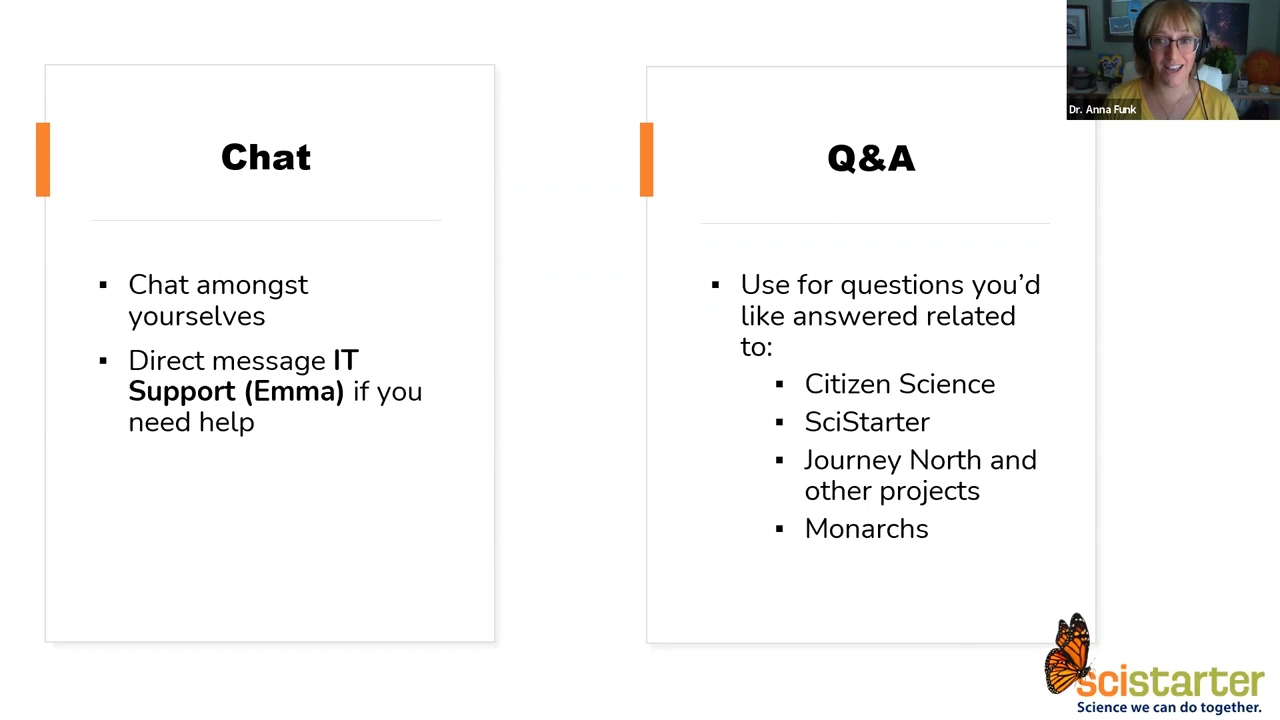 Chat
▪ Chat amongst
yourselves
▪ Direct message IT
Support (Emma) if you
need help
Q&A
▪ Use for questions you’d
like answered related
to:
▪ Citizen Science
▪ SciStarter
▪ Journey North and
other projects
▪ Monarchs
Dr. Anna Funk
scistarter
Science we can do together.